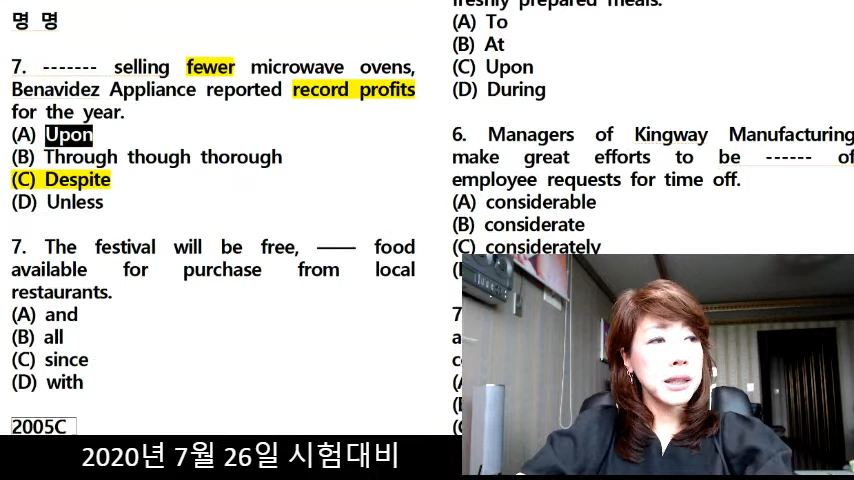 명 명
7. ------- selling fewer microwave ovens,
Benavidez Appliance reported record profits
for the year.
(A) Upon
(B) Through though thorough
(C) Despite
(D) Unless
7. The festival will be free, —— food
available for purchase from local
restaurants.
(A) and
(B) all
(C) since
(D) with
2005C
freshly prepared meals.
(A) To
(B) At
(C) Upon
(D) During
6. Managers of Kingway Manufacturing
make great efforts to be ------ of
employee requests for time off.
(A) considerable
(B) considerate
(C) considerately
7
2020년 7월 26일 시험대비